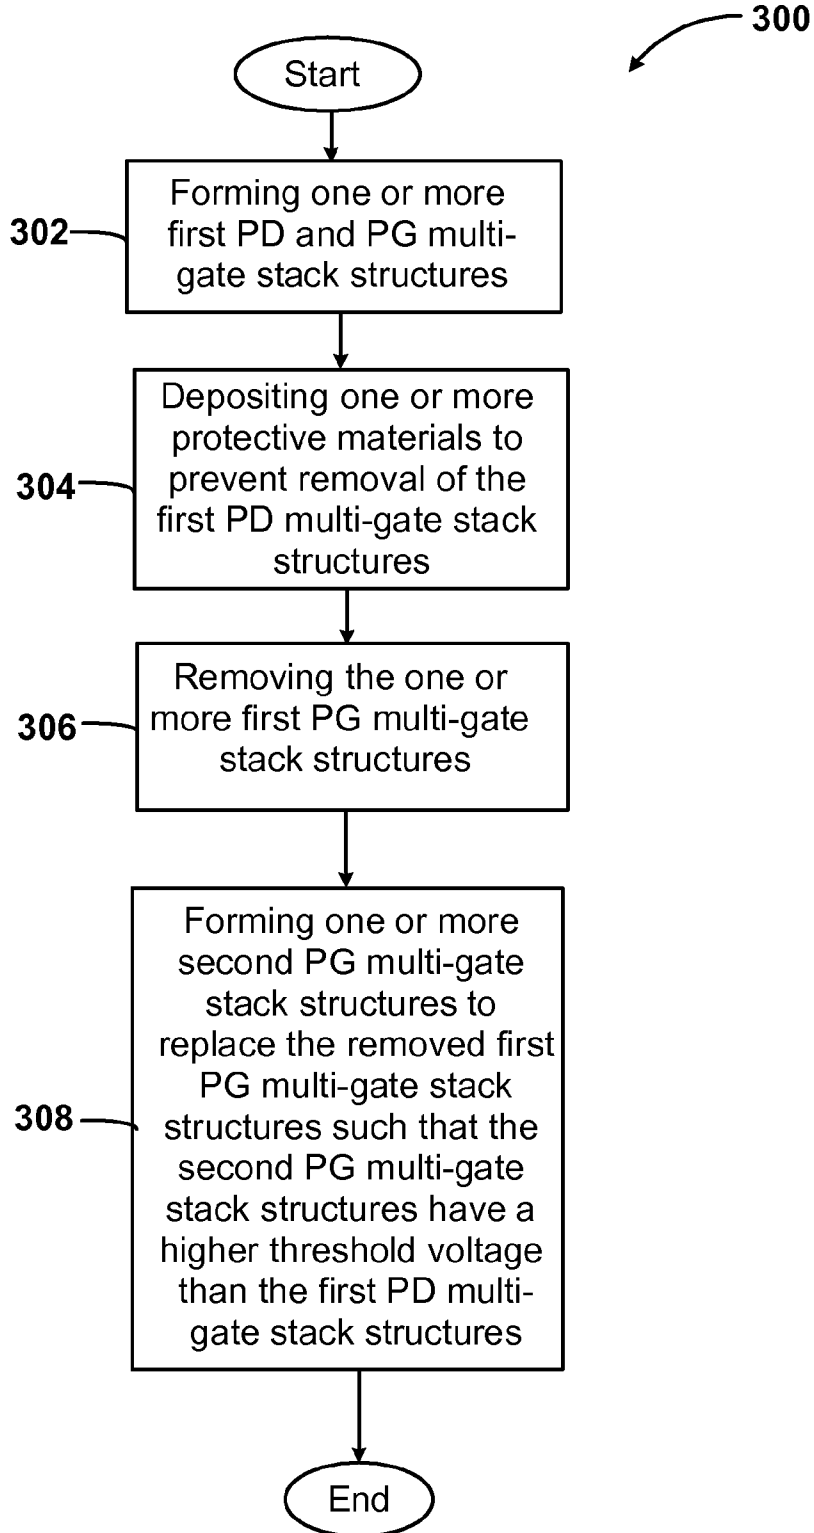 300
Start
302
Forming one or more
first PD and PG multi-
gate stack structures
304
Depositing one or more
protective materials to
prevent removal of the
first PD multi-gate stack
structures
306
Removing the one or
more first PG multi-gate
stack structures
308
Forming one or more
second PG multi-gate
stack structures to
replace the removed first
PG multi-gate stack
structures such that the
second PG multi-gate
stack structures have a
higher threshold voltage
than the first PD multi-
gate stack structures
End